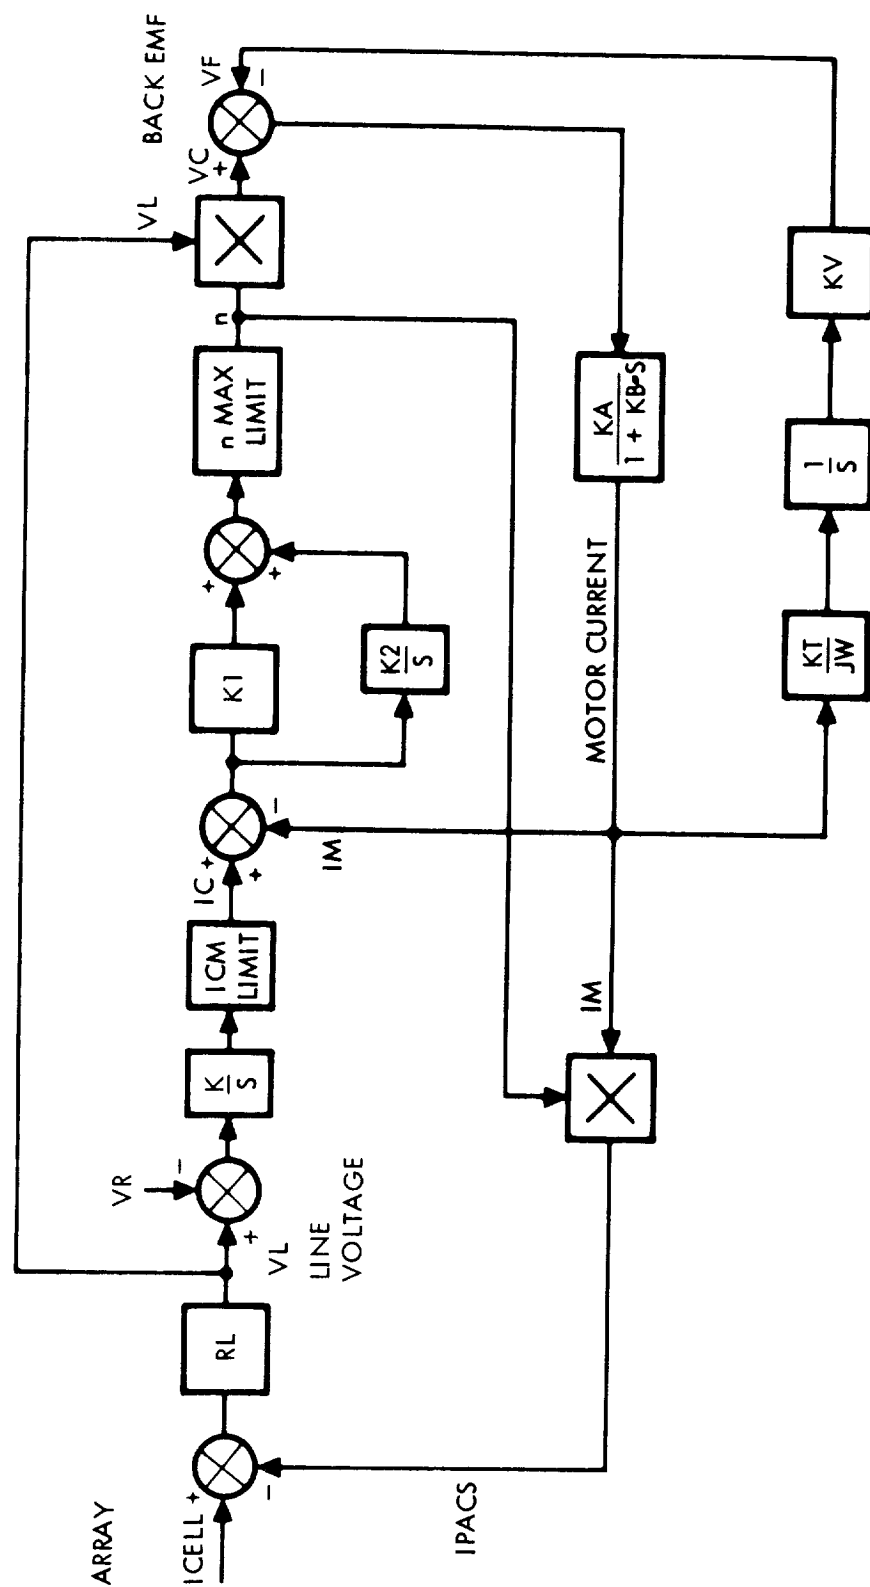 ARRAY
ICELL +
-
IPACS
RL
VL
+
LINE
VOLTAGE
VR
-
K
S
ICM
LIMIT
IC +
+
-
IM
K1
K2
S
+
+
n MAX
LIMIT
n
VL
VC
+
BACK EMF
VF
-
KA
1 + KB·S
MOTOR CURRENT
IM
KT
JW
1
S
KV